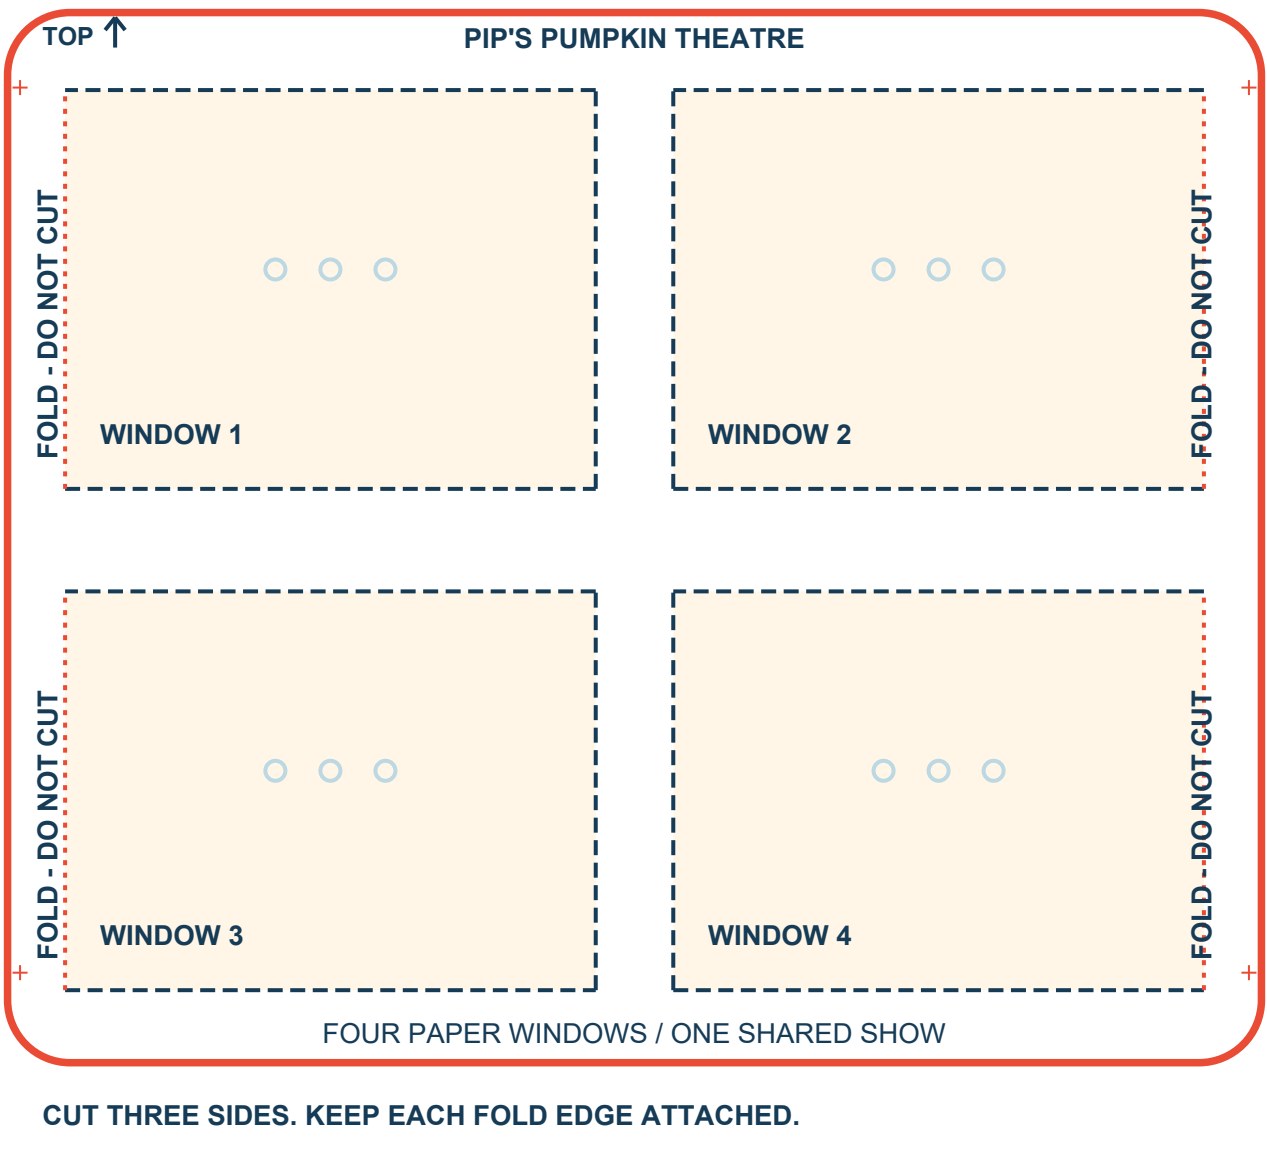 TOP
PIP'S PUMPKIN THEATRE
FOLD - DO NOT CUT
WINDOW 1
WINDOW 2
FOLD - DO NOT CUT
FOLD - DO NOT CUT
WINDOW 3
WINDOW 4
FOLD - DO NOT CUT
FOUR PAPER WINDOWS / ONE SHARED SHOW
CUT THREE SIDES. KEEP EACH FOLD EDGE ATTACHED.